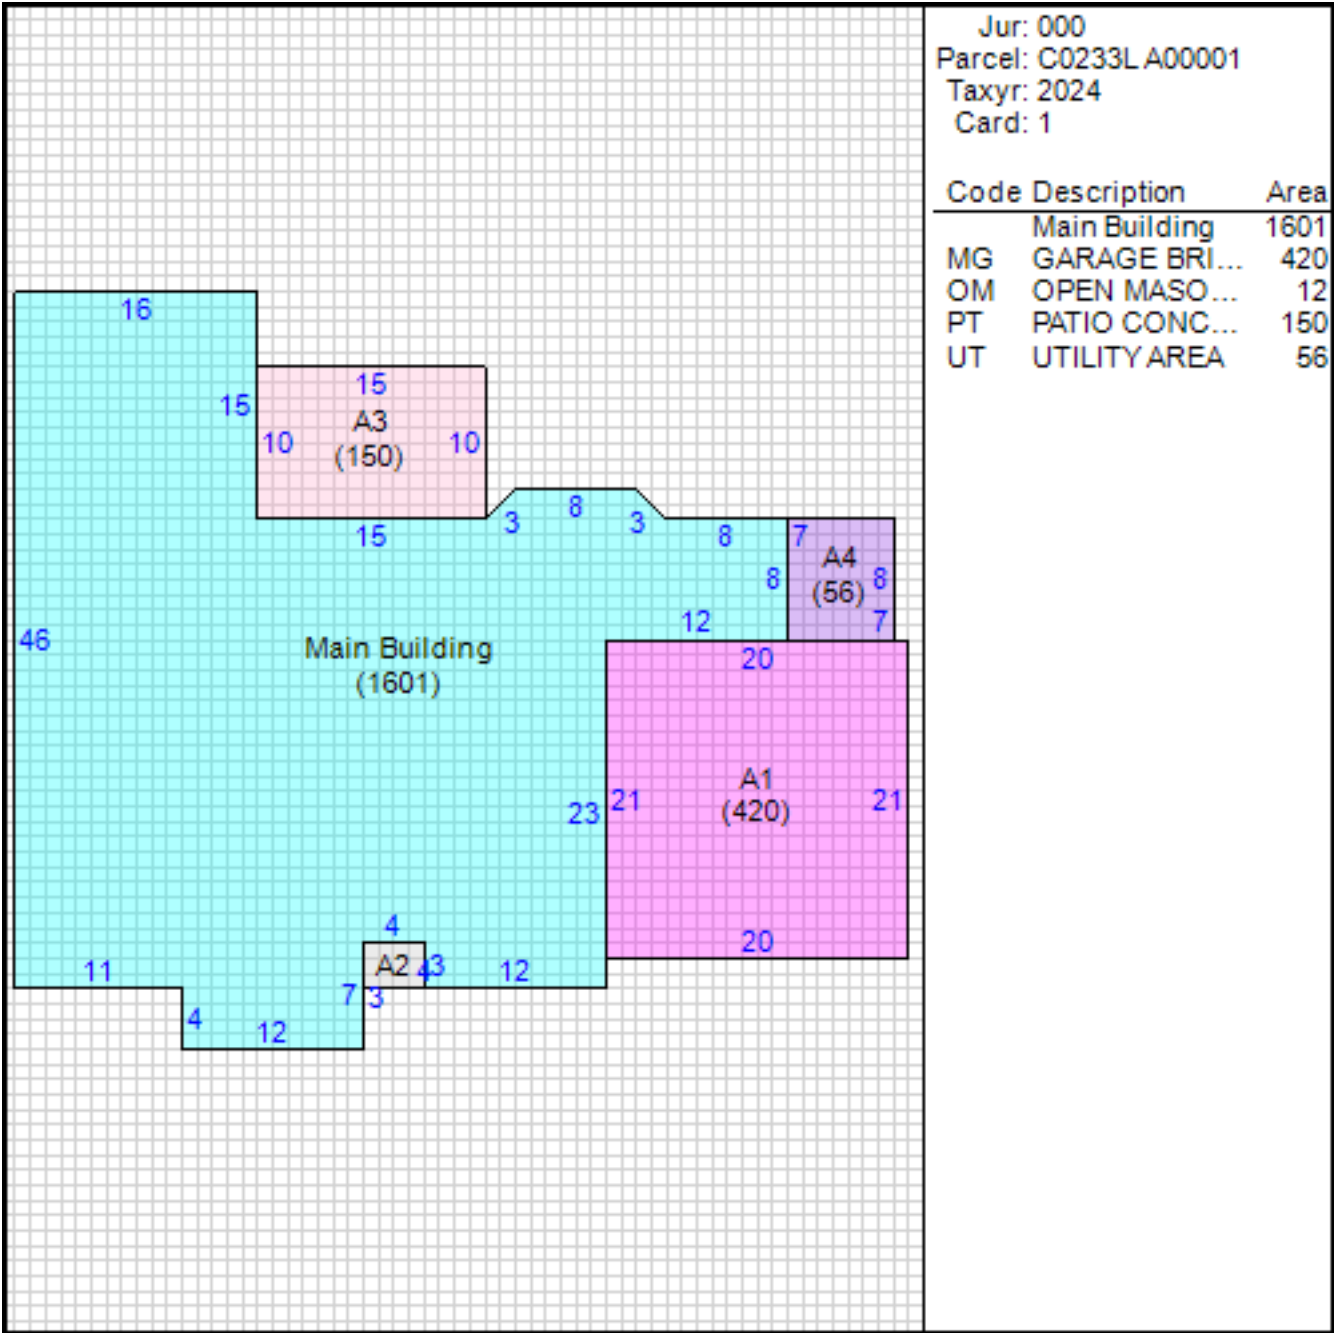 Jur: 000
Parcel: C0233L A00001
Taxyr: 2024
Card: 1
Code Description Area
Main Building 1601
MG GARAGE BRI... 420
OM OPEN MASO... 12
PT PATIO CONC... 150
UT UTILITY AREA 56
16
15
15
A3
10 10
(150)
15
3 8 3
8
7
A4
8 (56) 8
12 7
46
Main Building
(1601)
20
A1
(420)
23 21 21
4
20
11
A2 4 3 12
7 3
4 12